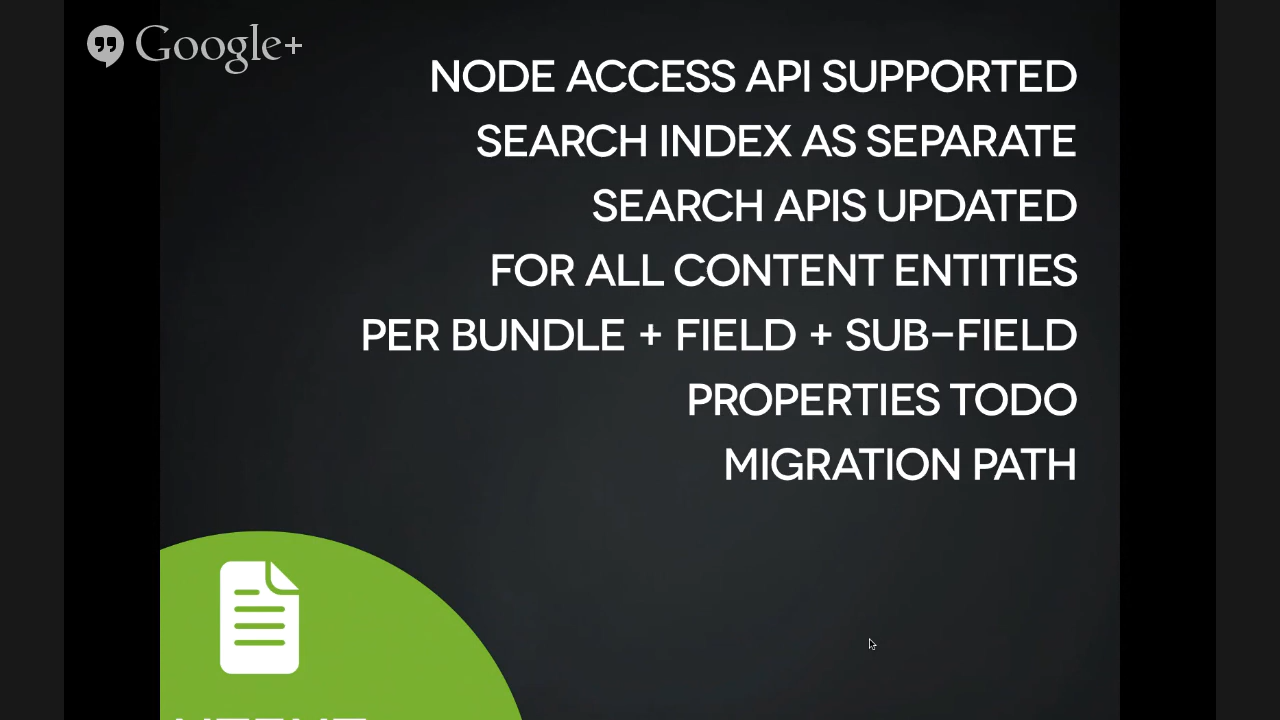 Google+
NODE ACCESS API SUPPORTED
SEARCH INDEX AS SEPARATE
SEARCH APIS UPDATED
FOR ALL CONTENT ENTITIES
PER BUNDLE + FIELD + SUB-FIELD
PROPERTIES TODO
MIGRATION PATH